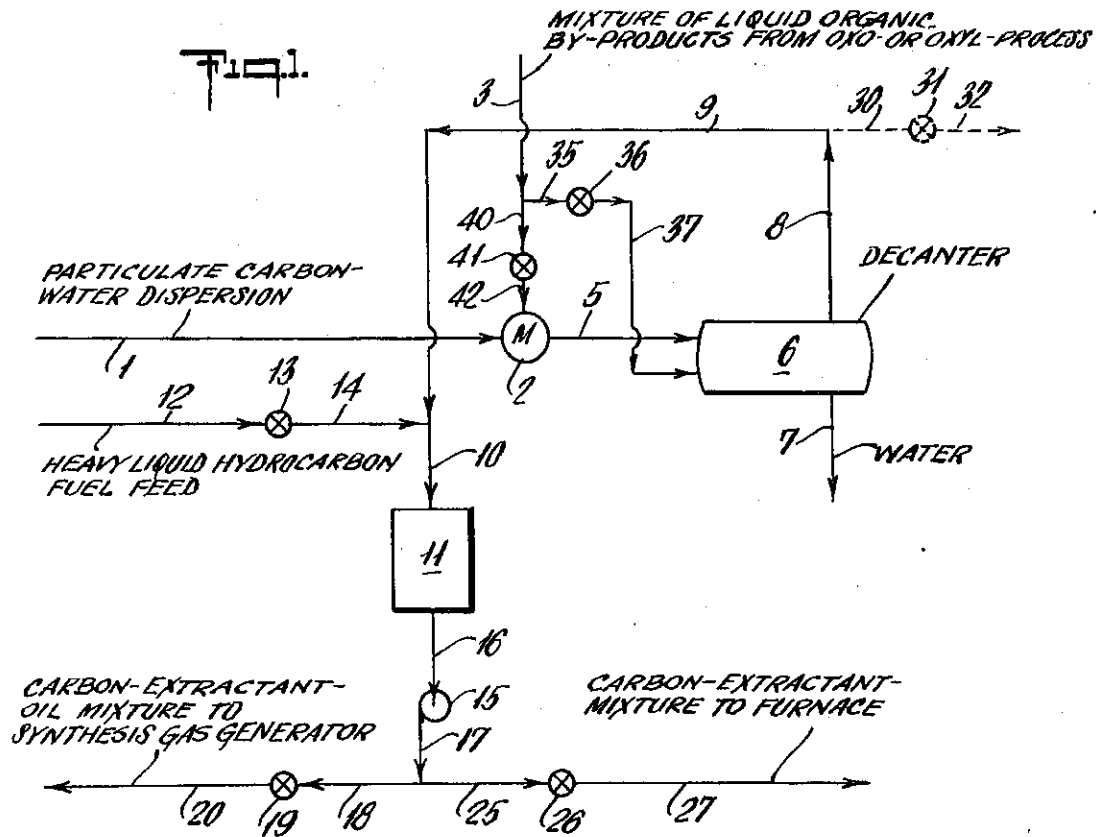 MIXTURE OF LIQUID ORGANIC
BY-PRODUCTS FROM OXO- OR OXYL-PROCESS
Fig.1.
3
9
30
31
32
35
36
40
37
8
41
42
DECANTER
PARTICULATE CARBON-
WATER DISPERSION
5
M
6
1
2
12
13
14
7
WATER
HEAVY LIQUID HYDROCARBON
FUEL FEED
10
11
16
CARBON-EXTRACTANT-
OIL MIXTURE TO
SYNTHESIS GAS GENERATOR
15
CARBON-EXTRACTANT-
MIXTURE TO FURNACE
17
20
19
18
25
26
27